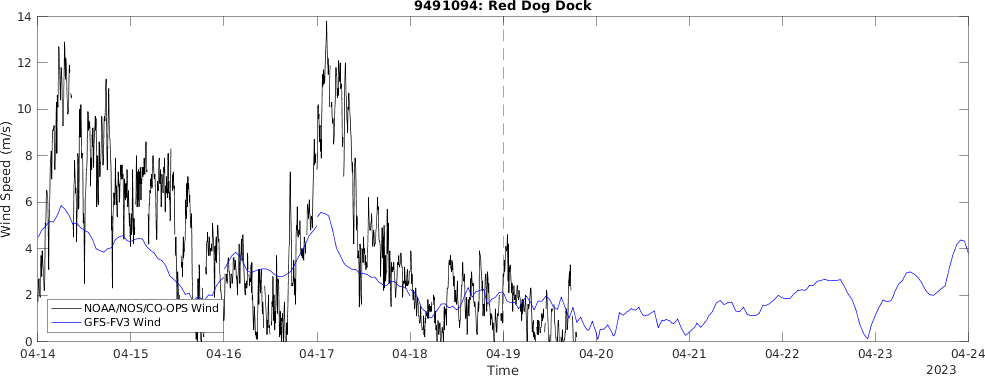 9491094: Red Dog Dock
Wind Speed (m/s)
14
12
10
8
6
4
2
0
NOAA/NOS/CO-OPS Wind
GFS-FV3 Wind
04-14 04-15 04-16 04-17 04-18 04-19 04-20 04-21 04-22 04-23 04-24
Time
2023